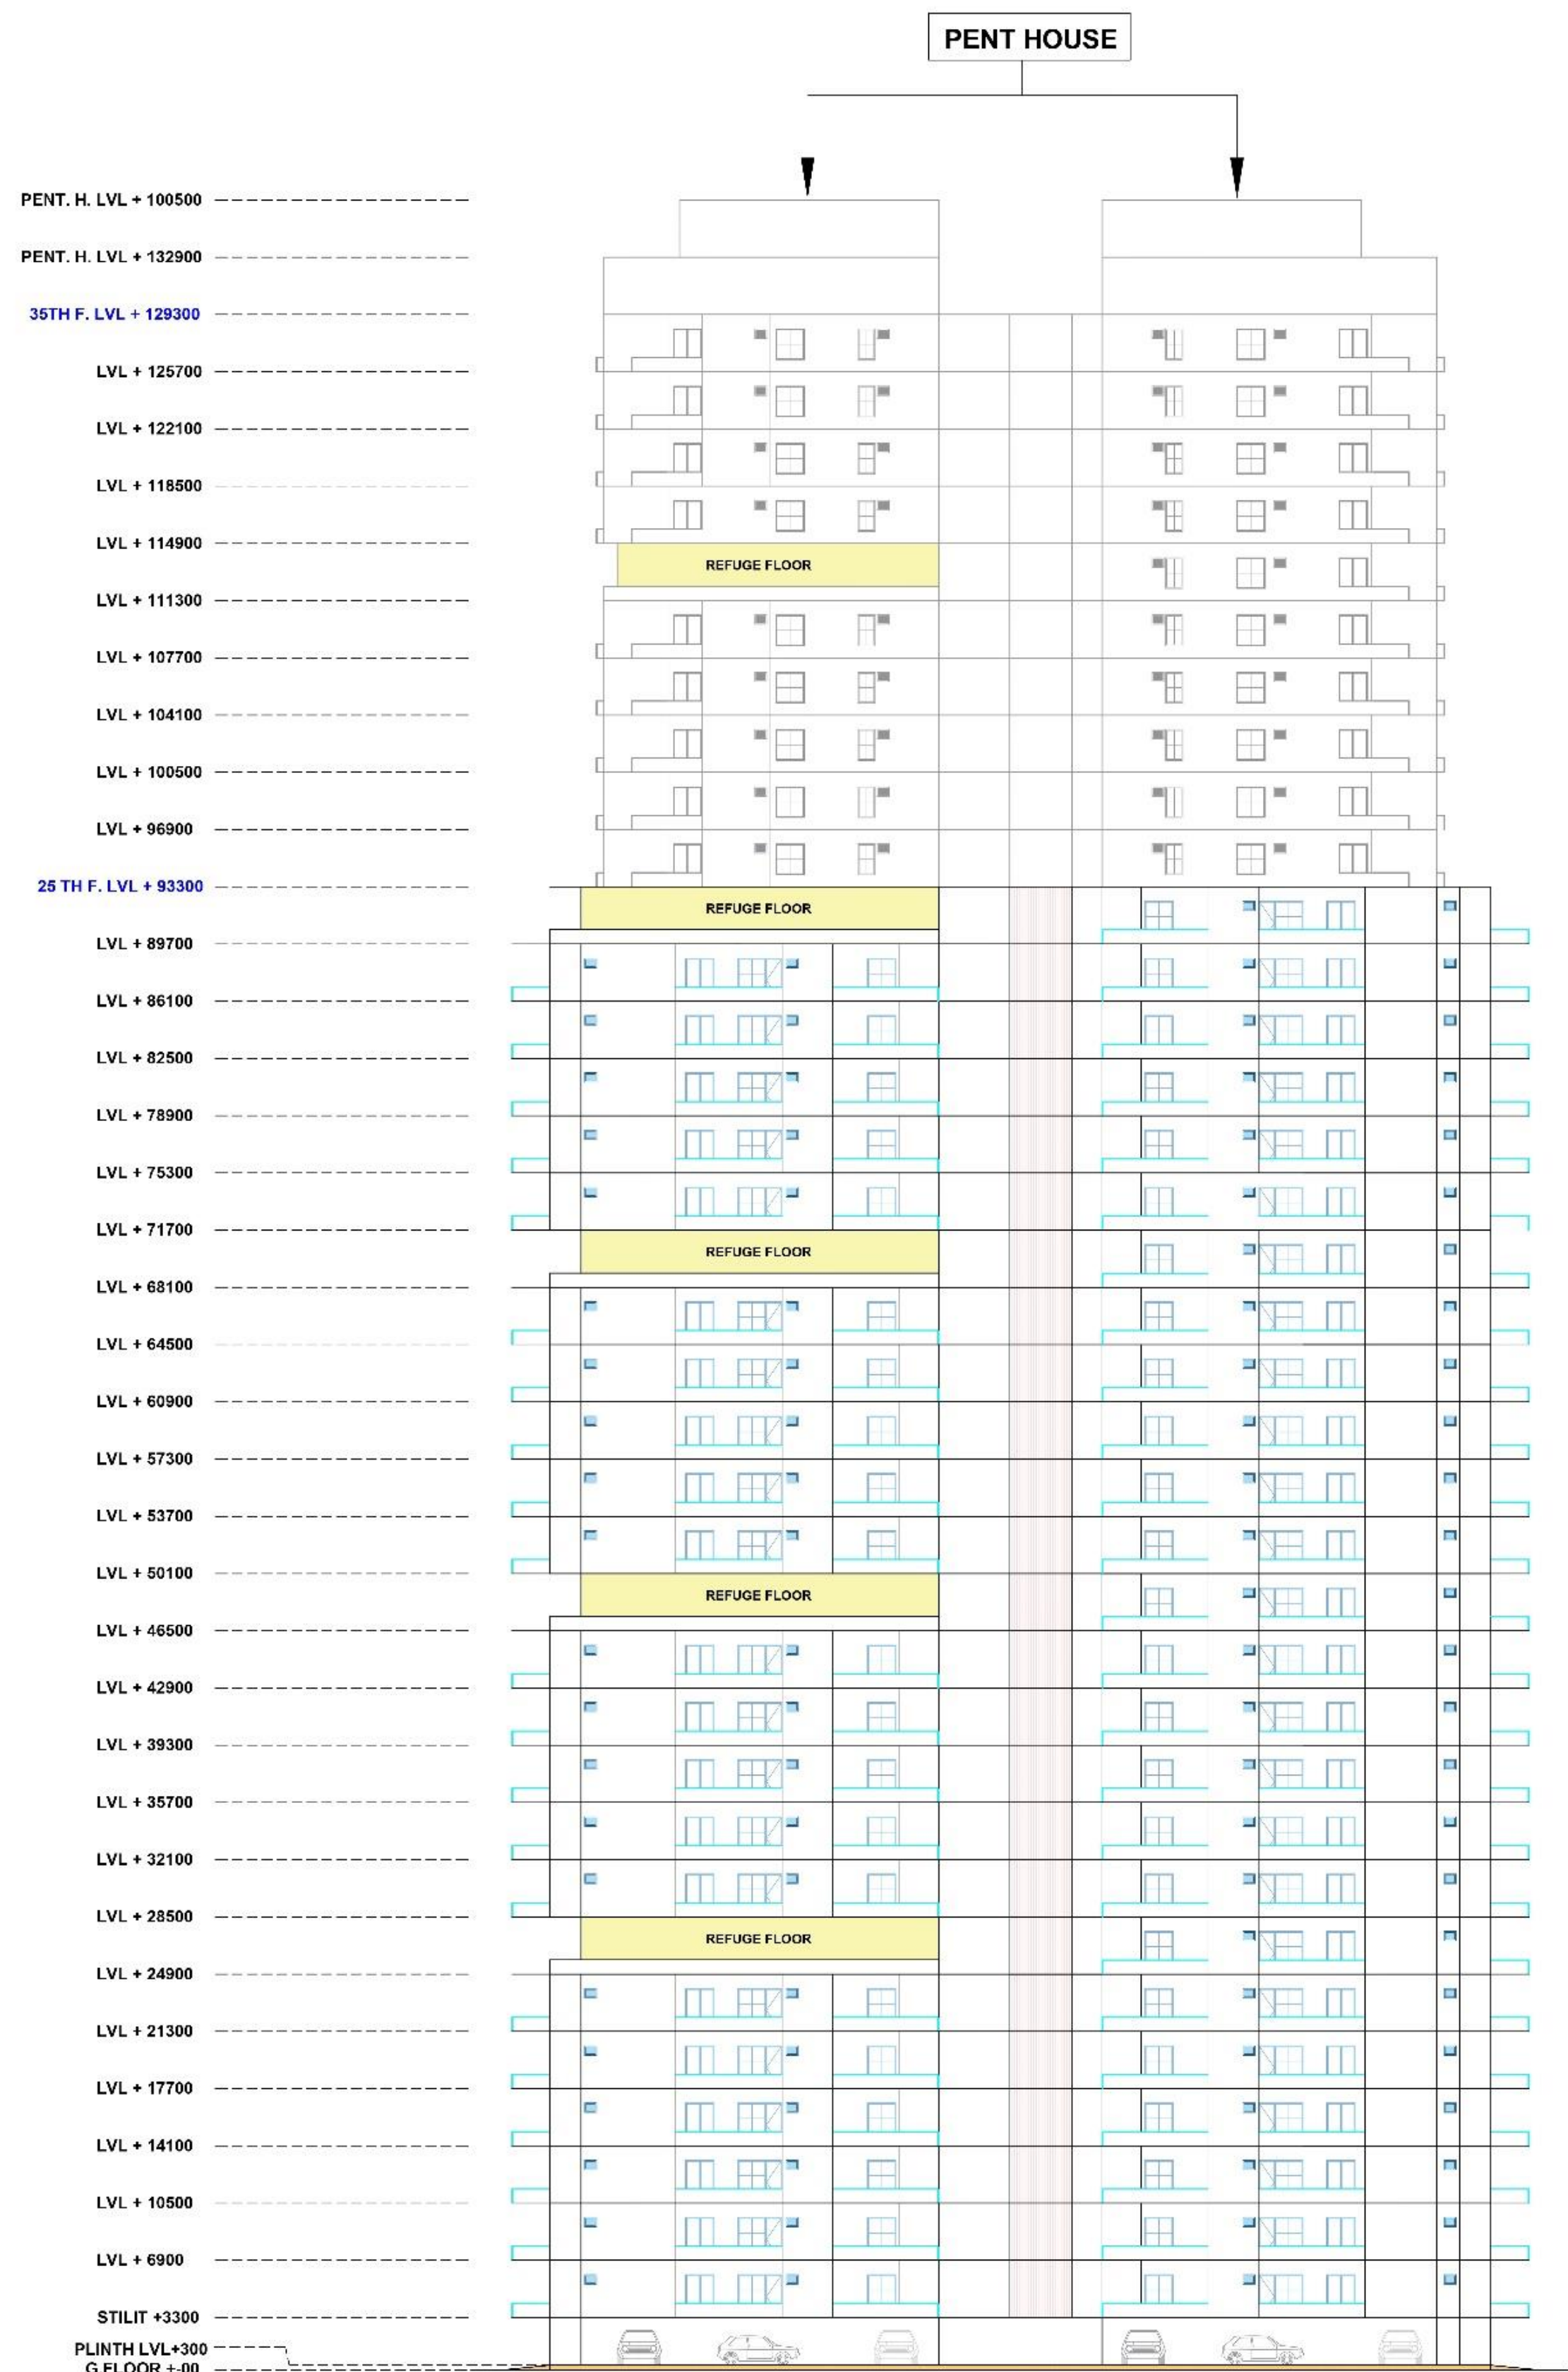 PENT HOUSE
PENT. H. LVL + 100500
PENT. H. LVL + 132900
35TH F. LVL + 129300
LVL + 125700
LVL + 122100
LVL + 118500
LVL + 114900
REFUGE FLOOR
LVL + 111300
LVL + 107700
LVL + 104100
LVL + 100500
LVL + 96900
25 TH F. LVL + 93300
REFUGE FLOOR
LVL + 89700
LVL + 86100
LVL + 82500
LVL + 78900
LVL + 75300
LVL + 71700
REFUGE FLOOR
LVL + 68100
LVL + 64500
LVL + 60900
LVL + 57300
LVL + 53700
LVL + 50100
REFUGE FLOOR
LVL + 46500
LVL + 42900
LVL + 39300
LVL + 35700
LVL + 32100
LVL + 28500
REFUGE FLOOR
LVL + 24900
LVL + 21300
LVL + 17700
LVL + 14100
LVL + 10500
LVL + 6900
STILIT +3300
PLINTH LVL+300
G FLOOR +-00